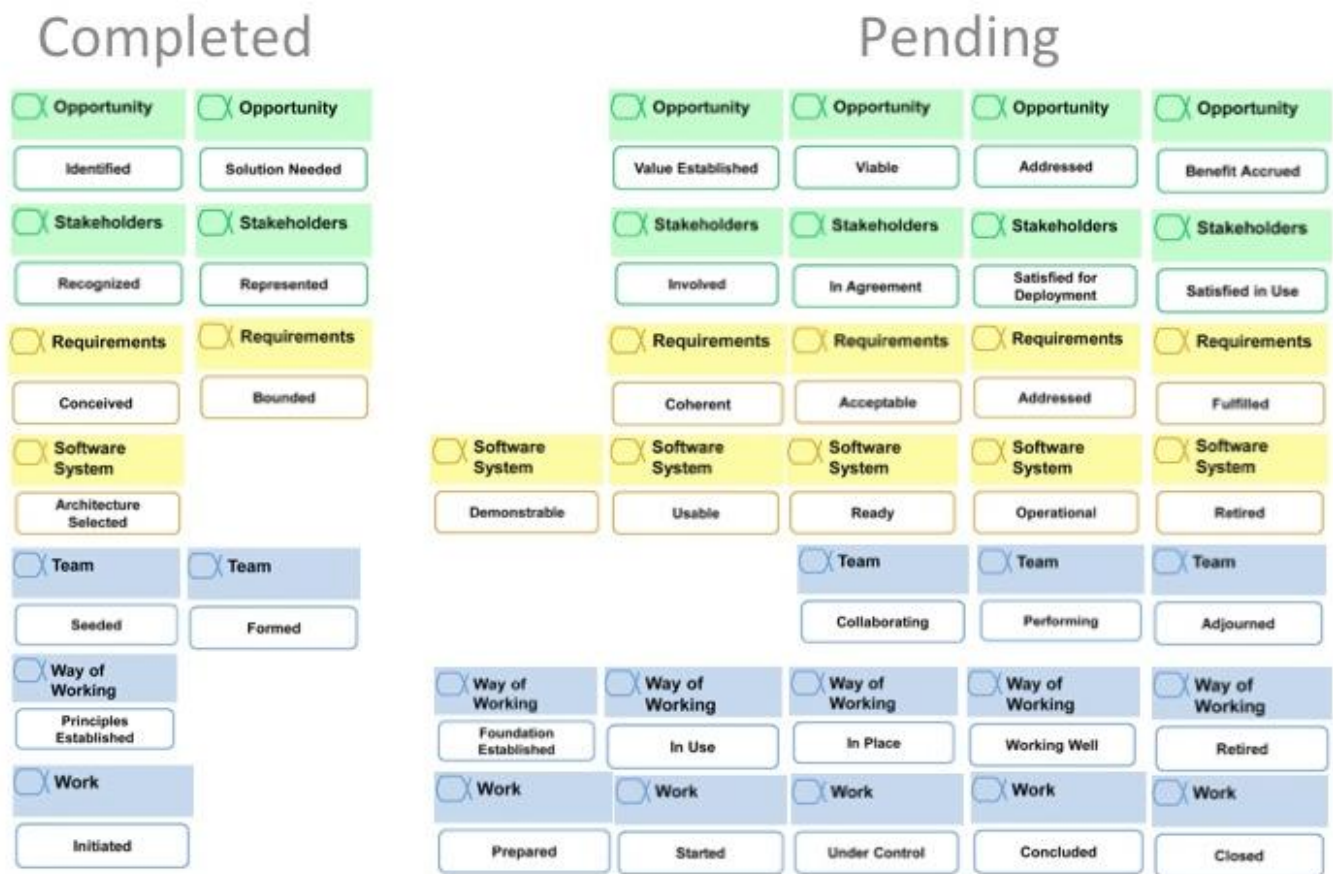 Completed
Pending
Opportunity
Opportunity
Opportunity
Opportunity
Opportunity
Opportunity
Identified
Solution Needed
Value Established
Viable
Addressed
Benefit Accrued
Stakeholders
Stakeholders
Stakeholders
Stakeholders
Stakeholders
Stakeholders
Recognized
Represented
Involved
In Agreement
Satisfied for
Deployment
Satisfied in Use
Requirements
Requirements
Requirements
Requirements
Requirements
Requirements
Conceived
Bounded
Coherent
Acceptable
Addressed
Fulfilled
Software
System
Software
System
Software
System
Software
System
Software
System
Software
System
Architecture
Selected
Demonstrable
Usable
Ready
Operational
Retired
Team
Team
Team
Team
Team
Seeded
Formed
Collaborating
Performing
Adjourned
Way of
Working
Way of
Working
Way of
Working
Way of
Working
Way of
Working
Way of
Working
Principles
Established
Foundation
Established
In Use
In Place
Working Well
Retired
Work
Work
Work
Work
Work
Work
Initiated
Prepared
Started
Under Control
Concluded
Closed